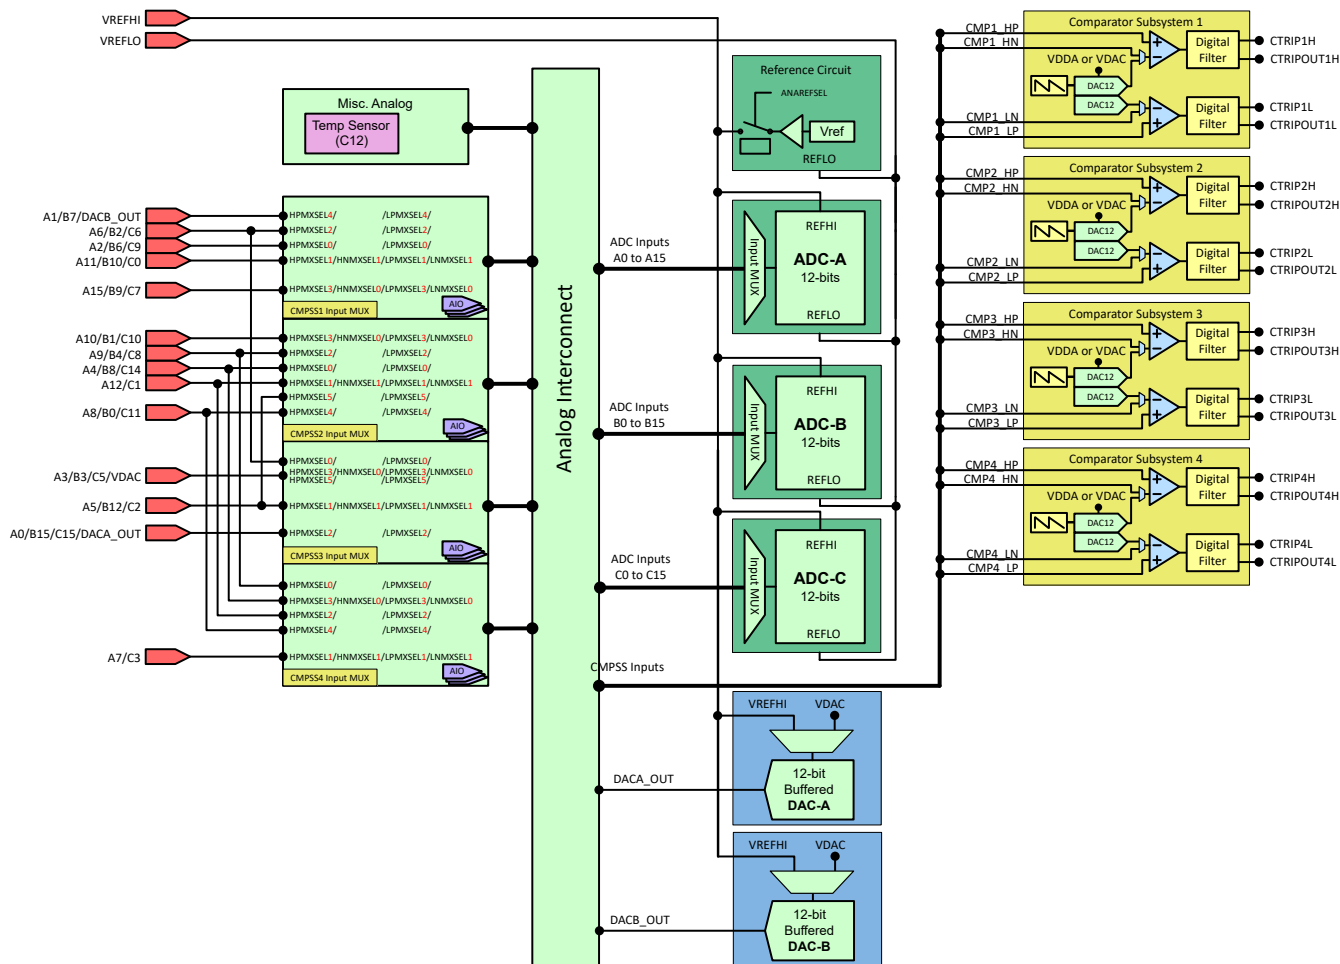 VREFHI
VREFLO
Misc. Analog
Temp Sensor
(C12)
A1/B7/DACB_OUT
A6/B2/C6
A2/B6/C9
A11/B10/C0
A15/B9/C7
HPMXSEL4/ /LPMXSEL4/
HPMXSEL2/ /LPMXSEL2/
HPMXSEL0/ /LPMXSEL0/
HPMXSEL1/HNMXSEL1/LPMXSEL1/LNMXSEL1
HPMXSEL3/HNMXSEL0/LPMXSEL3/LNMXSEL0
CMPSS1 Input MUX
AIO
A10/B1/C10
A9/B4/C8
A4/B8/C14
A12/C1
A8/B0/C11
HPMXSEL3/HNMXSEL0/LPMXSEL3/LNMXSEL0
HPMXSEL2/ /LPMXSEL2/
HPMXSEL0/ /LPMXSEL0/
HPMXSEL1/HNMXSEL1/LPMXSEL1/LNMXSEL1
HPMXSEL5/ /LPMXSEL5/
HPMXSEL4/ /LPMXSEL4/
CMPSS2 Input MUX
AIO
A3/B3/C5/VDAC
A5/B12/C2
A0/B15/C15/DACA_OUT
HPMXSEL0/ /LPMXSEL0/
HPMXSEL3/HNMXSEL0/LPMXSEL3/LNMXSEL0
HPMXSEL5/ /LPMXSEL5/
HPMXSEL1/HNMXSEL1/LPMXSEL1/LNMXSEL1
HPMXSEL2/ /LPMXSEL2/
CMPSS3 Input MUX
AIO
HPMXSEL0/ /LPMXSEL0/
HPMXSEL3/HNMXSEL0/LPMXSEL3/LNMXSEL0
HPMXSEL2/ /LPMXSEL2/
HPMXSEL4/ /LPMXSEL4/
A7/C3
HPMXSEL1/HNMXSEL1/LPMXSEL1/LNMXSEL1
CMPSS4 Input MUX
AIO
Analog Interconnect
ADC Inputs
A0 to A15
ADC Inputs
B0 to B15
ADC Inputs
C0 to C15
CMPSS Inputs
DACA_OUT
DACB_OUT
Reference Circuit
ANAREFSEL
Vref
REFLO
Input MUX
REFHI
ADC-A
12-bits
REFLO
Input MUX
REFHI
ADC-B
12-bits
REFLO
Input MUX
REFHI
ADC-C
12-bits
REFLO
VREFHI
VDAC
12-bit
Buffered
DAC-A
VREFHI
VDAC
12-bit
Buffered
DAC-B
CMP1_HP
CMP1_HN
CMP1_LN
CMP1_LP
Comparator Subsystem 1
VDDA or VDAC
DAC12
DAC12
Digital
Filter
Digital
Filter
CTRIP1H
CTRIPOUT1H
CTRIP1L
CTRIPOUT1L
CMP2_HP
CMP2_HN
CMP2_LN
CMP2_LP
Comparator Subsystem 2
VDDA or VDAC
DAC12
DAC12
Digital
Filter
Digital
Filter
CTRIP2H
CTRIPOUT2H
CTRIP2L
CTRIPOUT2L
CMP3_HP
CMP3_HN
CMP3_LN
CMP3_LP
Comparator Subsystem 3
VDDA or VDAC
DAC12
DAC12
Digital
Filter
Digital
Filter
CTRIP3H
CTRIPOUT3H
CTRIP3L
CTRIPOUT3L
CMP4_HP
CMP4_HN
CMP4_LN
CMP4_LP
Comparator Subsystem 4
VDDA or VDAC
DAC12
DAC12
Digital
Filter
Digital
Filter
CTRIP4H
CTRIPOUT4H
CTRIP4L
CTRIPOUT4L